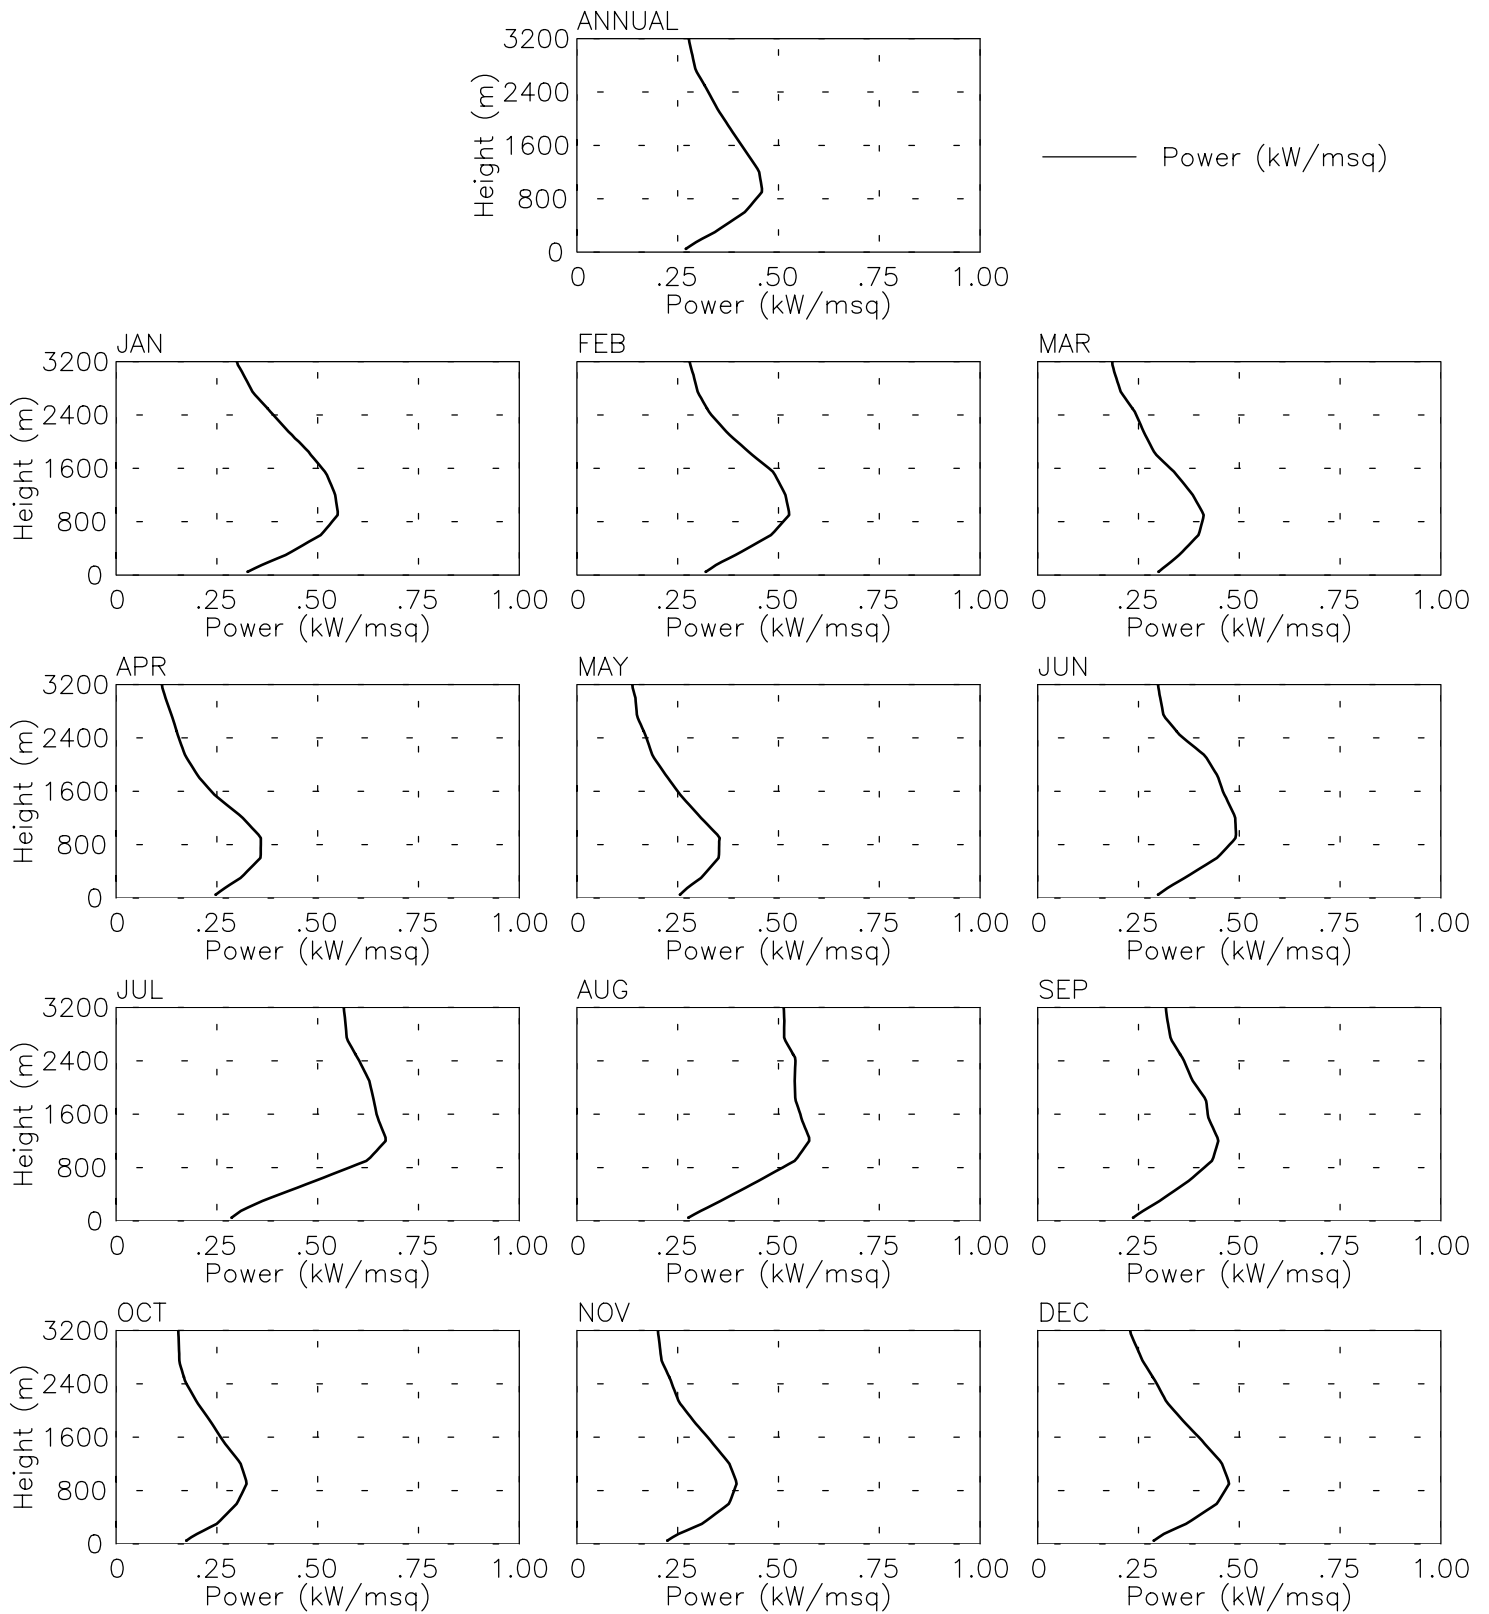 ANNUAL
3200
2400
1600
800
0
Height (m)
0 .25 .50 .75 1.00
Power (kW/msq)
Power (kW/msq)
JAN FEB MAR
3200
2400
1600
800
0
Height (m)
0 .25 .50 .75 1.00 0 .25 .50 .75 1.00 0 .25 .50 .75 1.00
Power (kW/msq) Power (kW/msq) Power (kW/msq)
APR MAY JUN
3200
2400
1600
800
0
Height (m)
0 .25 .50 .75 1.00 0 .25 .50 .75 1.00 0 .25 .50 .75 1.00
Power (kW/msq) Power (kW/msq) Power (kW/msq)
JUL AUG SEP
3200
2400
1600
800
0
Height (m)
0 .25 .50 .75 1.00 0 .25 .50 .75 1.00 0 .25 .50 .75 1.00
Power (kW/msq) Power (kW/msq) Power (kW/msq)
OCT NOV DEC
3200
2400
1600
800
0
Height (m)
0 .25 .50 .75 1.00 0 .25 .50 .75 1.00 0 .25 .50 .75 1.00
Power (kW/msq) Power (kW/msq) Power (kW/msq)